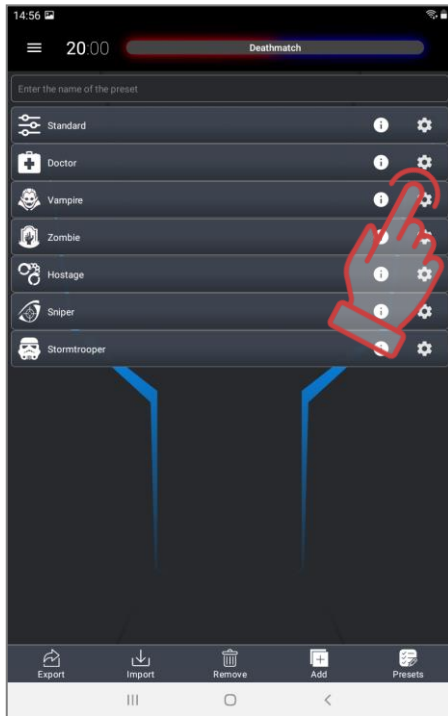 14:56
20:00
Deathmatch
Enter the name of the preset
Standard
Doctor
Vampire
Zombie
Hostage
Sniper
Stormtrooper
Export Import Remove Add Presets